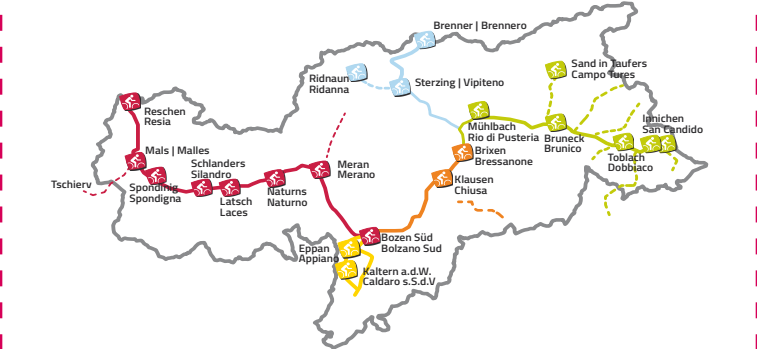 Brenner | Brennero
Sand in Taufers
Campo Tures
Ridnaun
Ridanna
Sterzing | Vipiteno
Reschen
Resia
Innichen
San Candido
Mühlbach
Rio di Pusteria
Bruneck
Brunico
Toblach
Dobbiaco
Mals | Malles
Brixen
Bressanone
Schlanders
Silandro
Meran
Merano
Tschierv
Spondinig
Spondigna
Klausen
Chiusa
Naturns
Naturno
Latsch
Laces
Bozen Süd
Bolzano Sud
Eppan
Appiano
Kaltern a.d.W.
Caldaro s.S.d.V